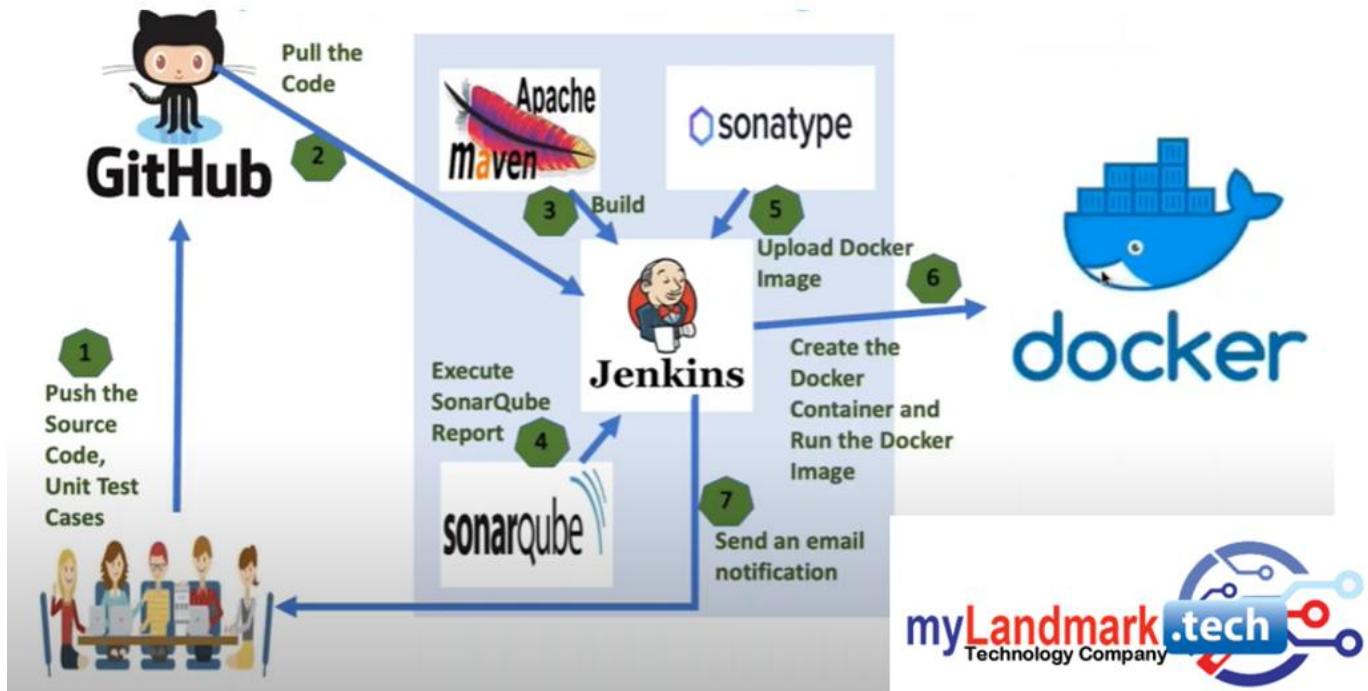 Pull the
Code
GitHub
2
Apache
maven
3
Build
sonatype
5
Upload Docker
Image
6
docker
1
Push the
Source
Code,
Unit Test
Cases
Execute
SonarQube
Report
4
sonarqube
Jenkins
Create the
Docker
Container and
Run the Docker
Image
7
Send an email
notification
myLandmark.tech
Technology Company